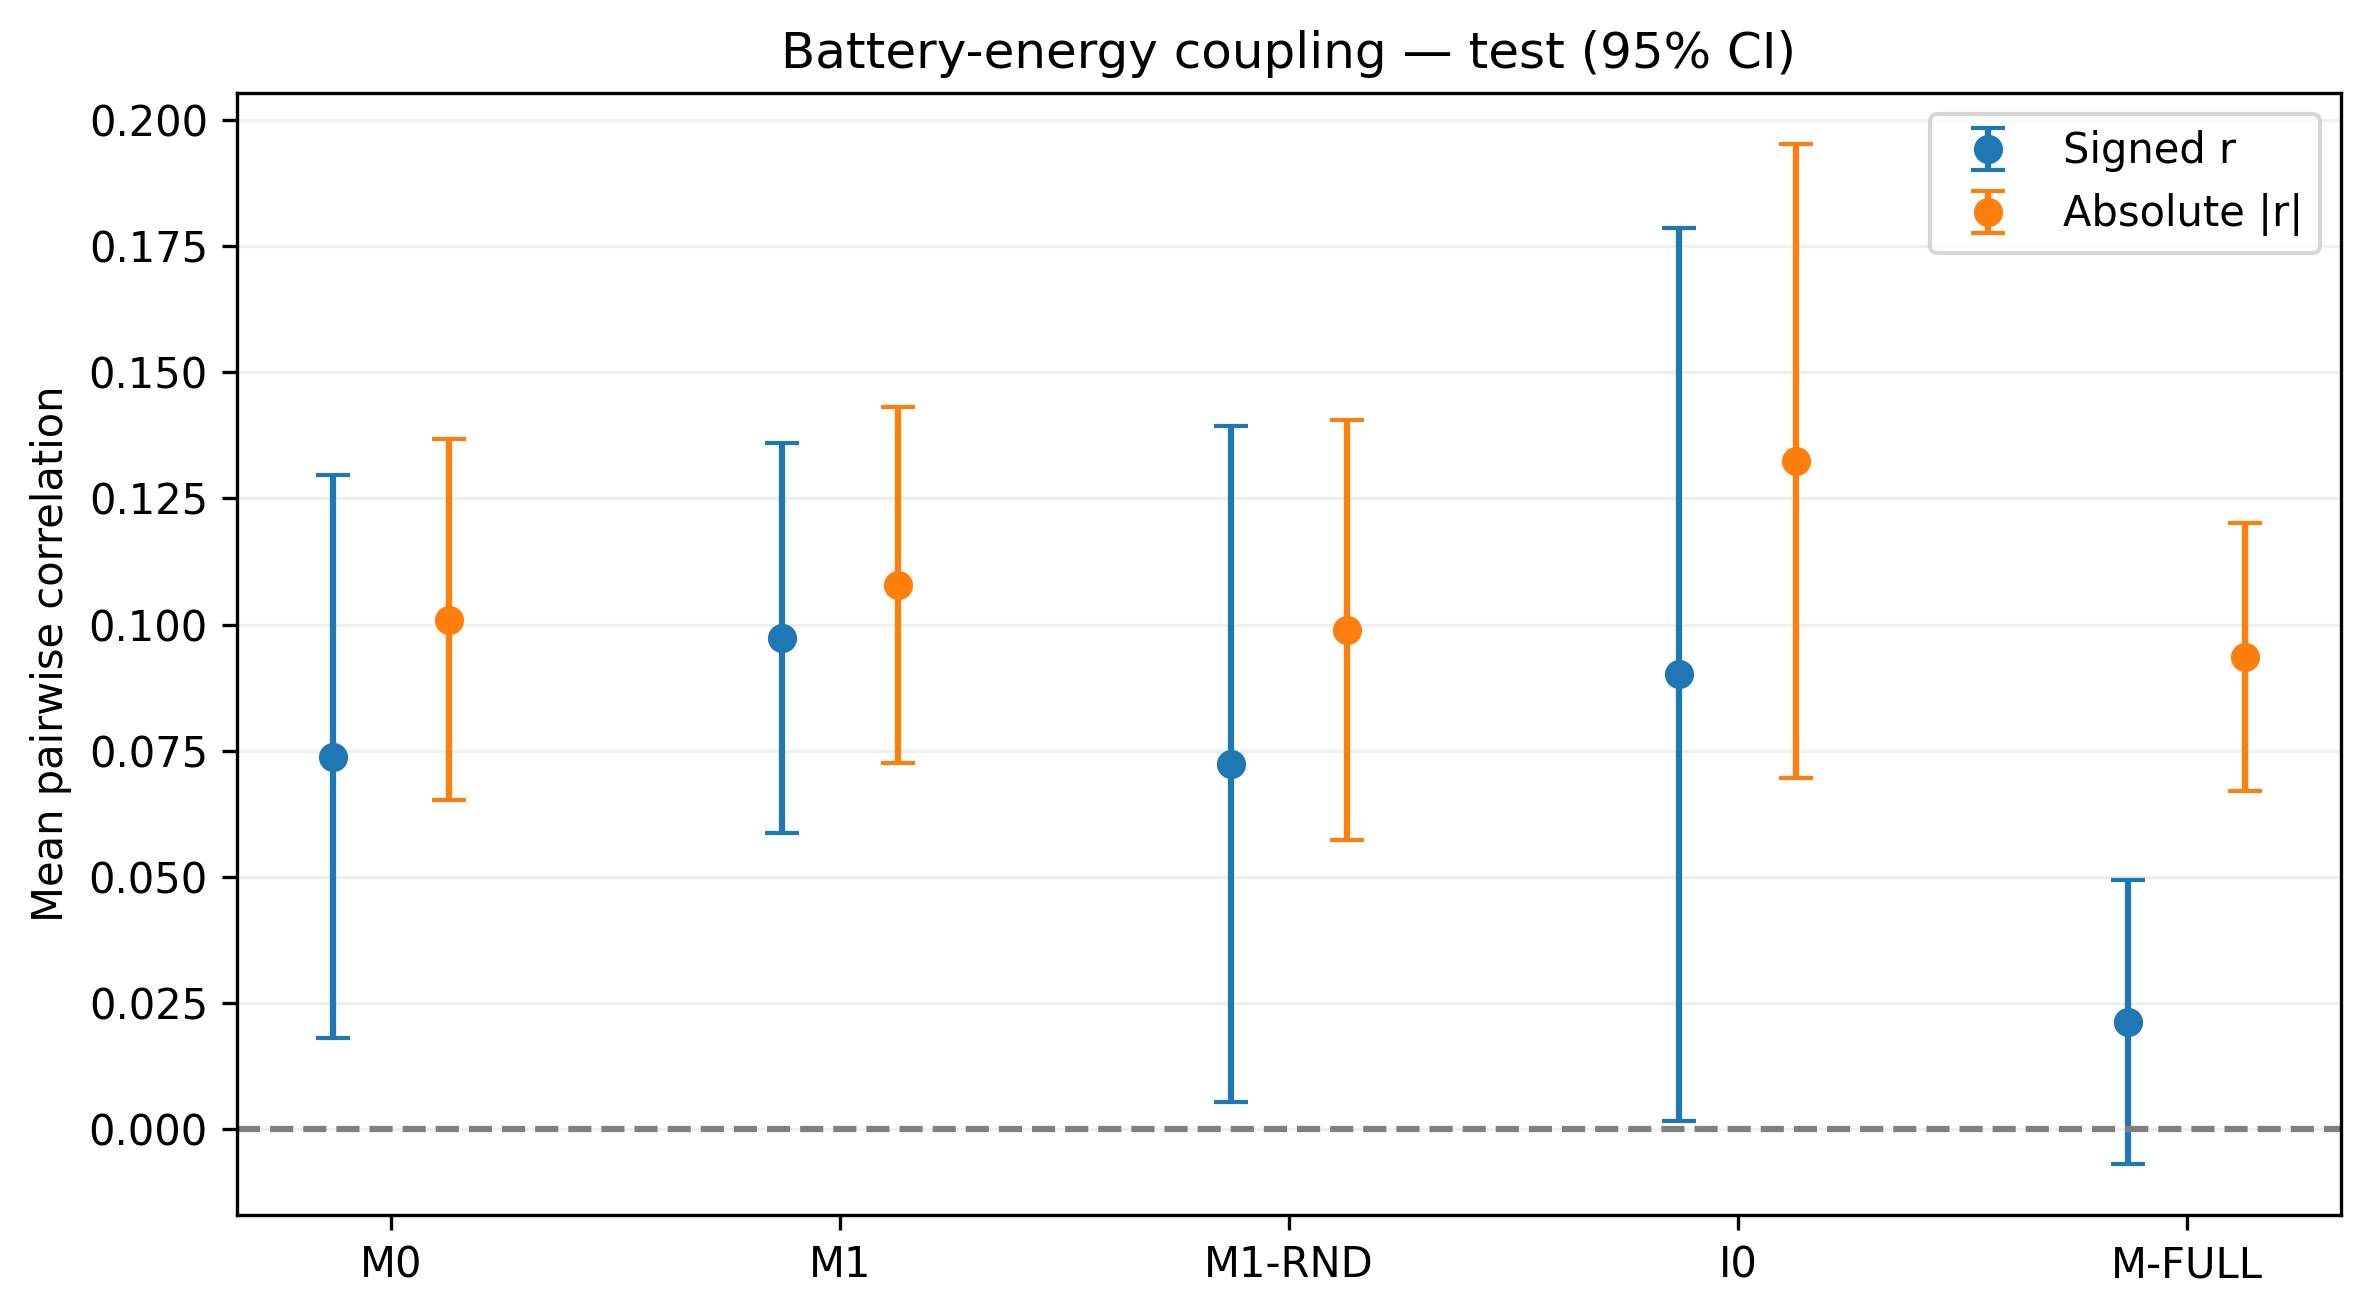 Battery-energy coupling — test (95% CI)
Signed r
Absolute |r|
Mean pairwise correlation
0.200
0.175
0.150
0.125
0.100
0.075
0.050
0.025
0.000
M0
M1
M1-RND
I0
M-FULL